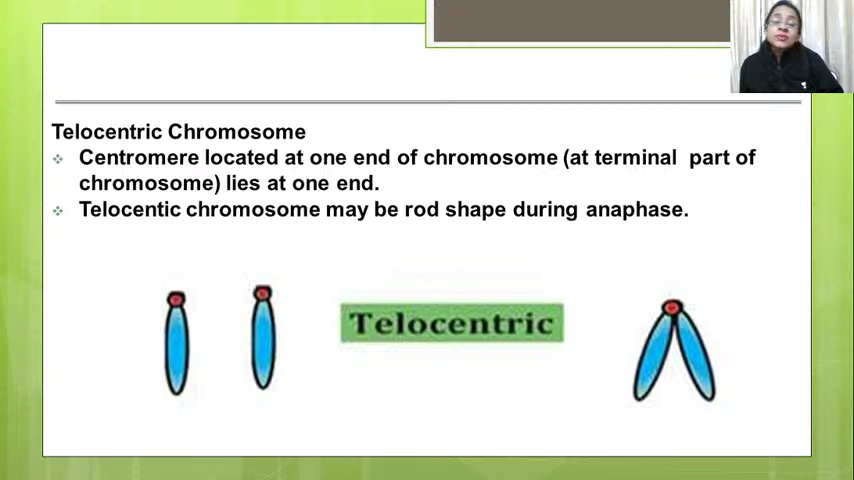 Telocentric Chromosome
Centromere located at one end of chromosome (at terminal part of
chromosome) lies at one end.
Telocentic chromosome may be rod shape during anaphase.
Telocentric